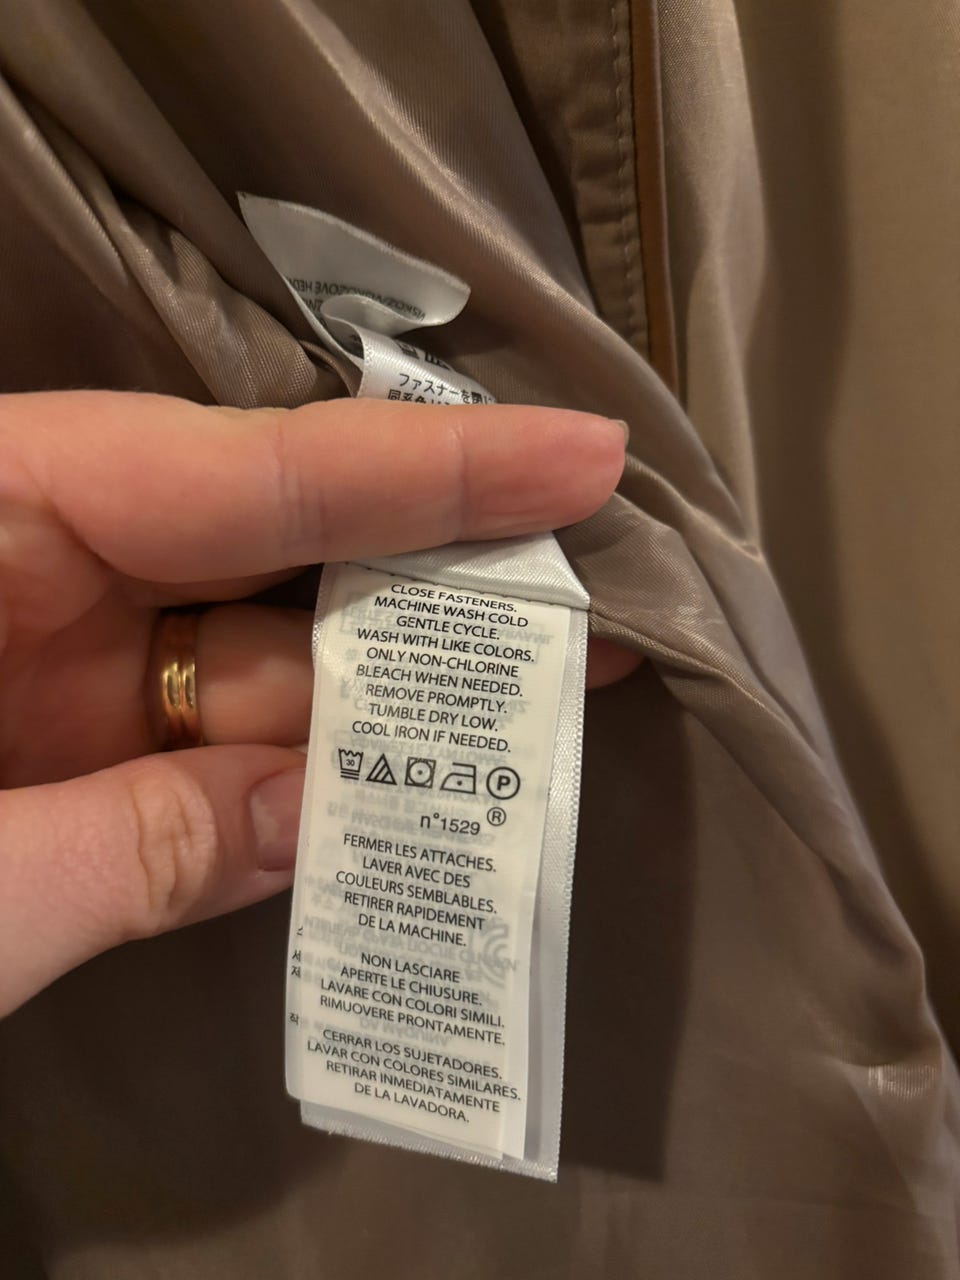 ファスナーを閉じ
CLOSE FASTENERS.
MACHINE WASH COLD
GENTLE CYCLE.
WASH WITH LIKE COLORS.
ONLY NON-CHLORINE
BLEACH WHEN NEEDED.
REMOVE PROMPTLY.
TUMBLE DRY LOW.
COOL IRON IF NEEDED.
30 P
n°1529 ®
FERMER LES ATTACHES.
LAVER AVEC DES
COULEURS SEMBLABLES.
RETIRER RAPIDEMENT
DE LA MACHINE.
NON LASCIARE
APERTE LE CHIUSURE.
LAVARE CON COLORI SIMILI.
RIMUOVERE PRONTAMENTE.
CERRAR LOS SUJETADORES.
LAVAR CON COLORES SIMILARES.
RETIRAR INMEDIATAMENTE
DE LA LAVADORA.